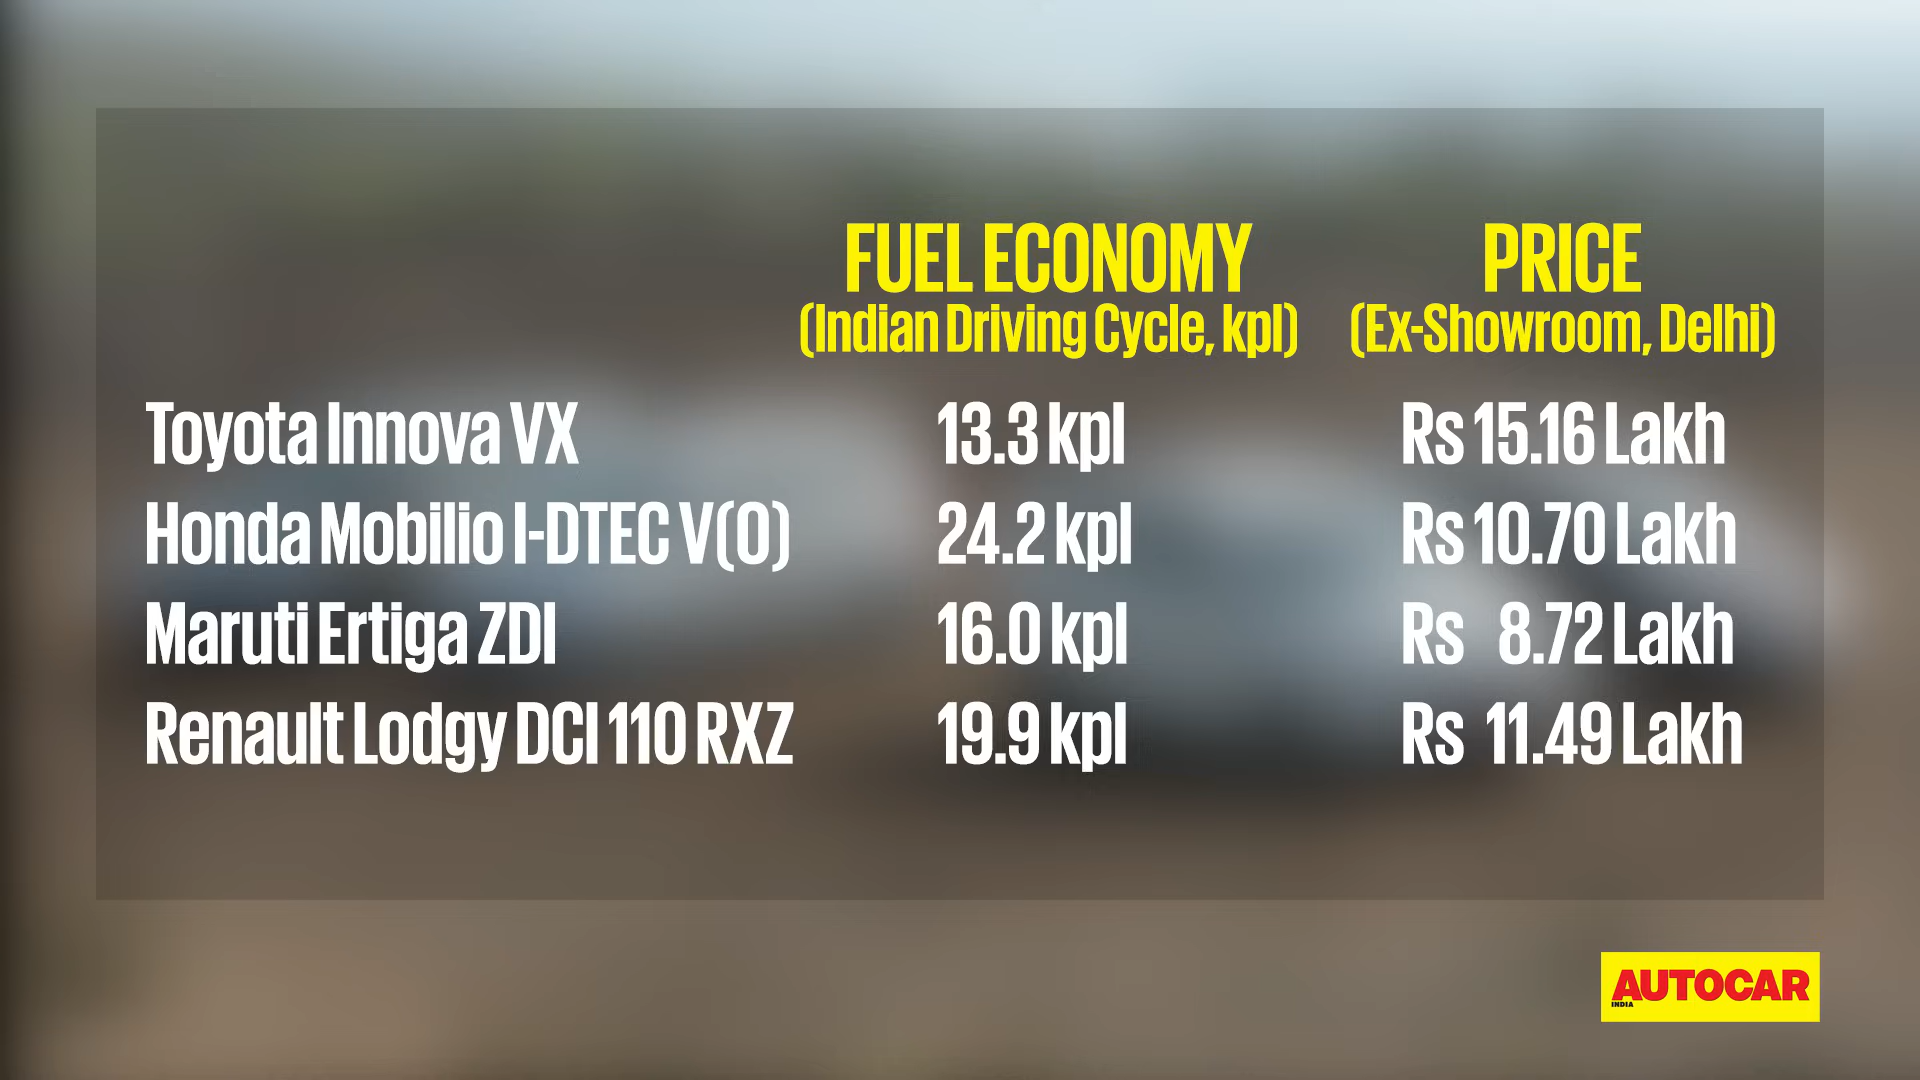 FUEL ECONOMY PRICE
(Indian Driving Cycle, kpl) (Ex-Showroom, Delhi)
Toyota Innova VX 13.3 kpl Rs 15.16 Lakh
Honda Mobilio I-DTEC V(O) 24.2 kpl Rs 10.70 Lakh
Maruti Ertiga ZDI 16.0 kpl Rs 8.72 Lakh
Renault Lodgy DCI 110 RXZ 19.9 kpl Rs 11.49 Lakh
AUTOCAR
INDIA